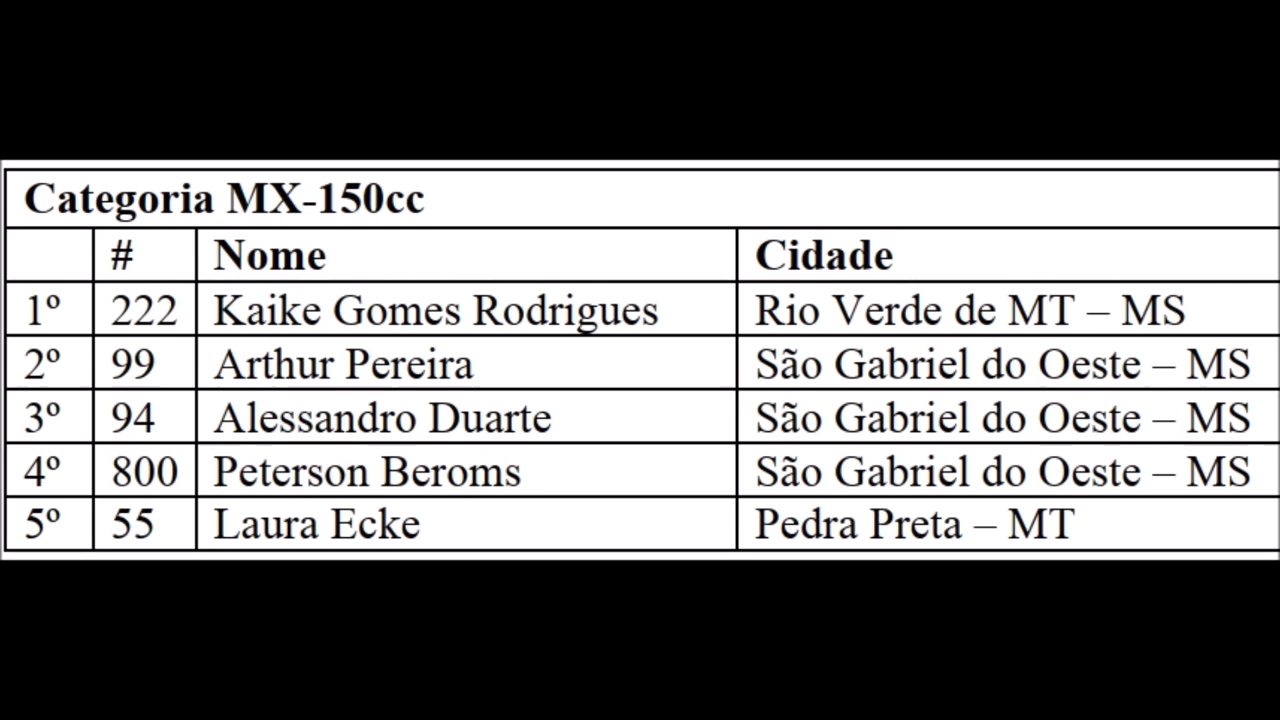 Categoria MX-150cc
# Nome Cidade
1º 222 Kaike Gomes Rodrigues Rio Verde de MT – MS
2º 99 Arthur Pereira São Gabriel do Oeste – MS
3º 94 Alessandro Duarte São Gabriel do Oeste – MS
4º 800 Peterson Beroms São Gabriel do Oeste – MS
5º 55 Laura Ecke Pedra Preta – MT